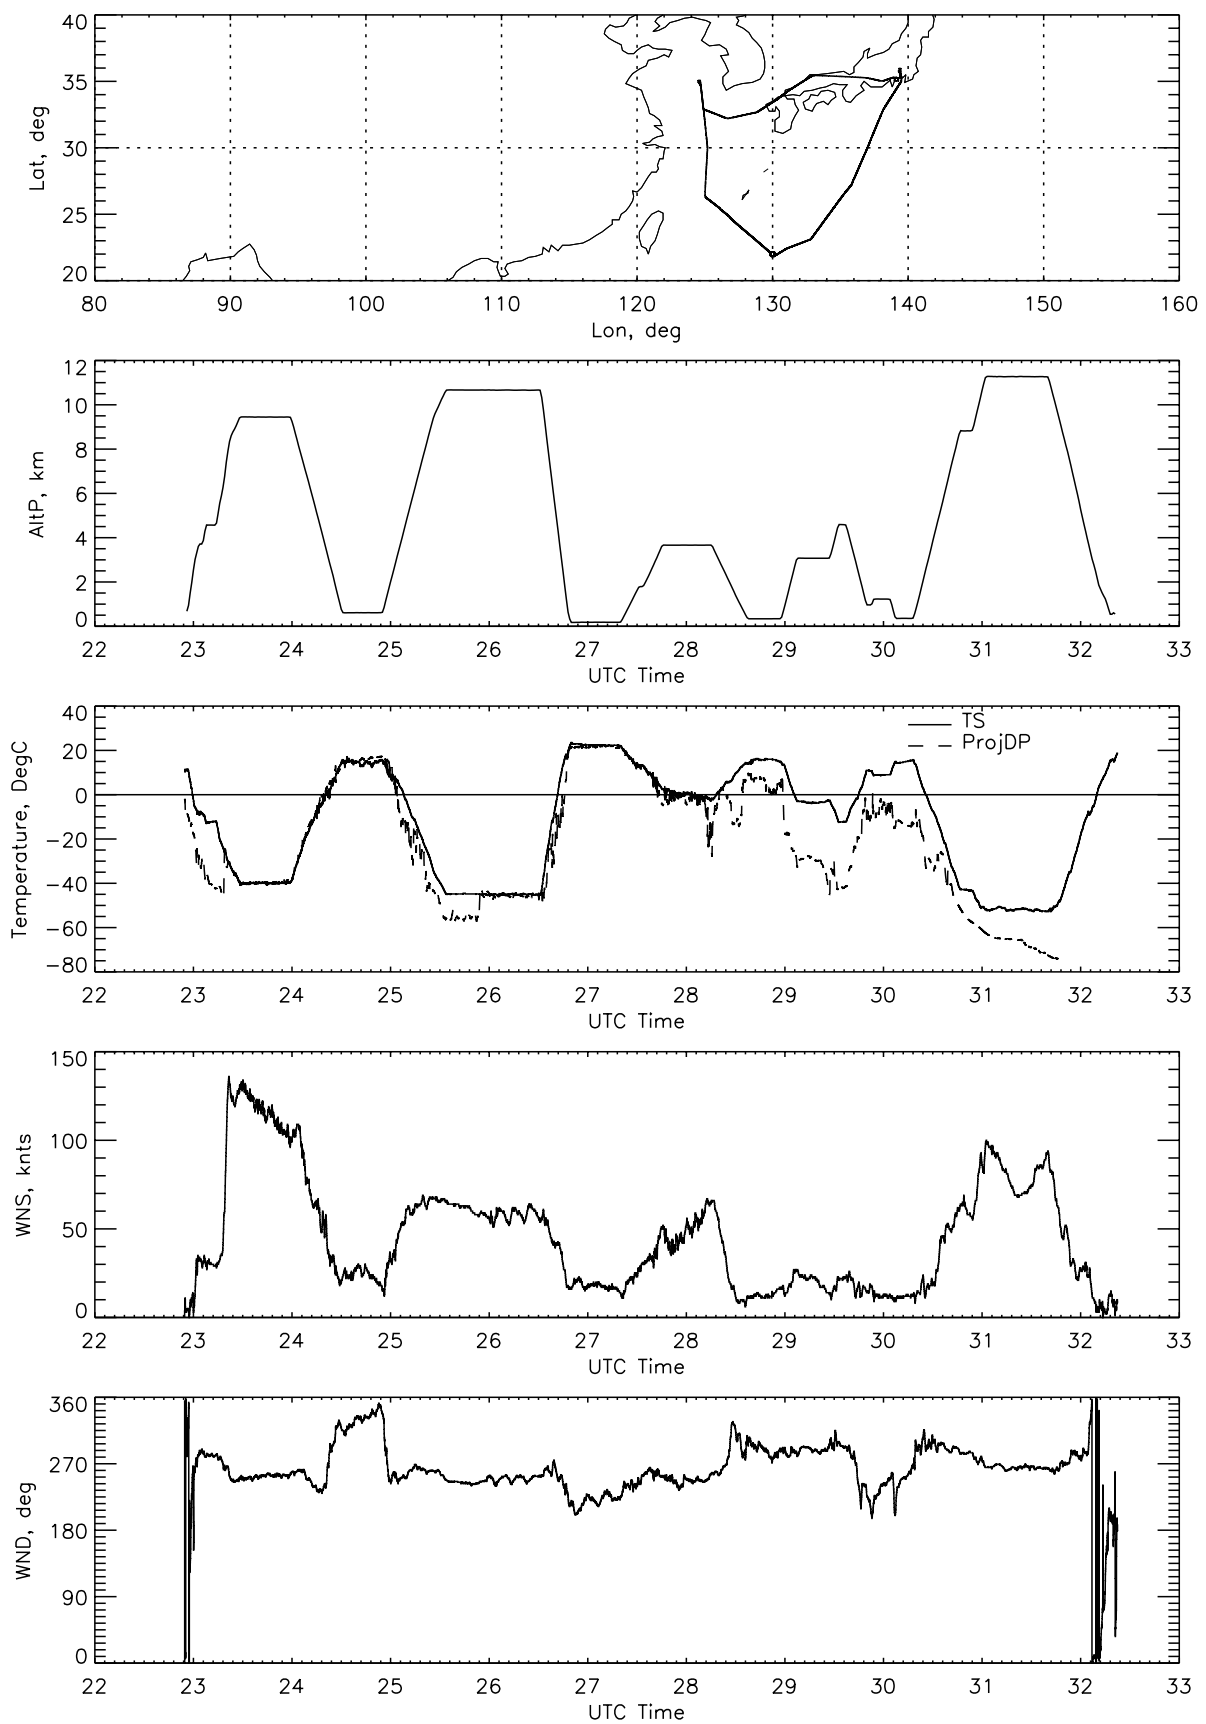 40
35
30
25
20
Lat, deg
80 90 100 110 120 130 140 150 160
Lon, deg
12
10
8
6
4
2
0
AltP, km
22 23 24 25 26 27 28 29 30 31 32 33
UTC Time
40
20
0
−20
−40
−60
−80
Temperature, DegC
TS
ProjDP
22 23 24 25 26 27 28 29 30 31 32 33
UTC Time
150
100
50
0
WNS, knts
22 23 24 25 26 27 28 29 30 31 32 33
UTC Time
360
270
180
90
0
WND, deg
22 23 24 25 26 27 28 29 30 31 32 33
UTC Time